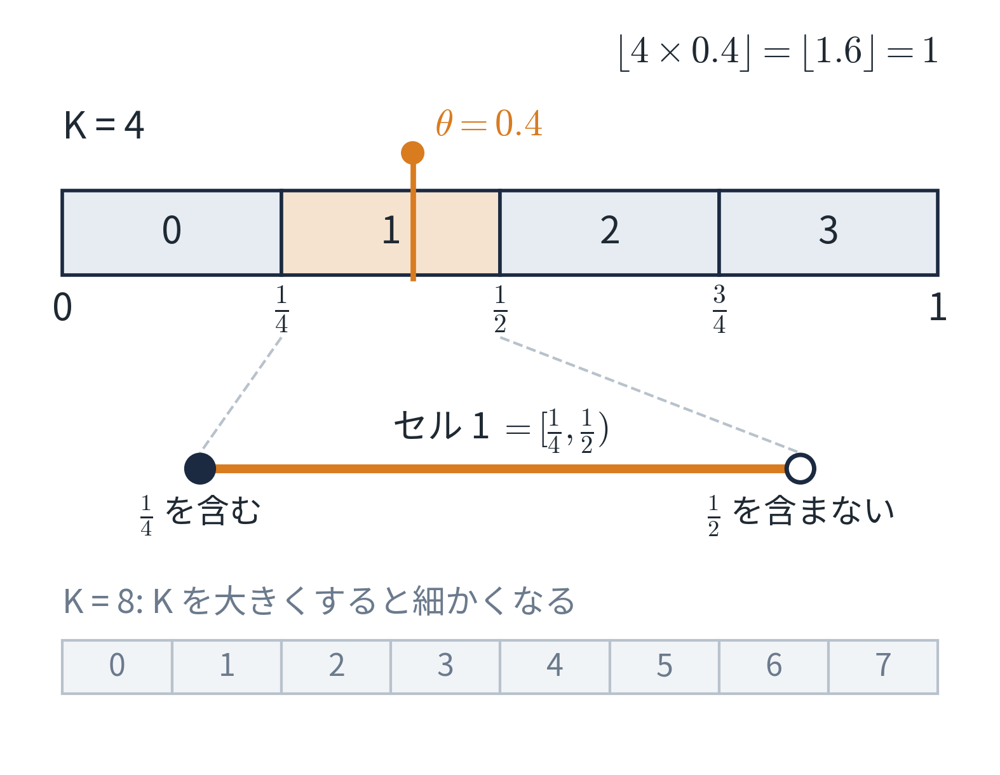 ⌊4 × 0.4⌋ = ⌊1.6⌋ = 1
K = 4
θ = 0.4
0 1 2 3
0 1/4 1/2 3/4 1
セル 1 = [1/4, 1/2)
1/4 を含む
1/2 を含まない
K = 8: K を大きくすると細かくなる
0 1 2 3 4 5 6 7